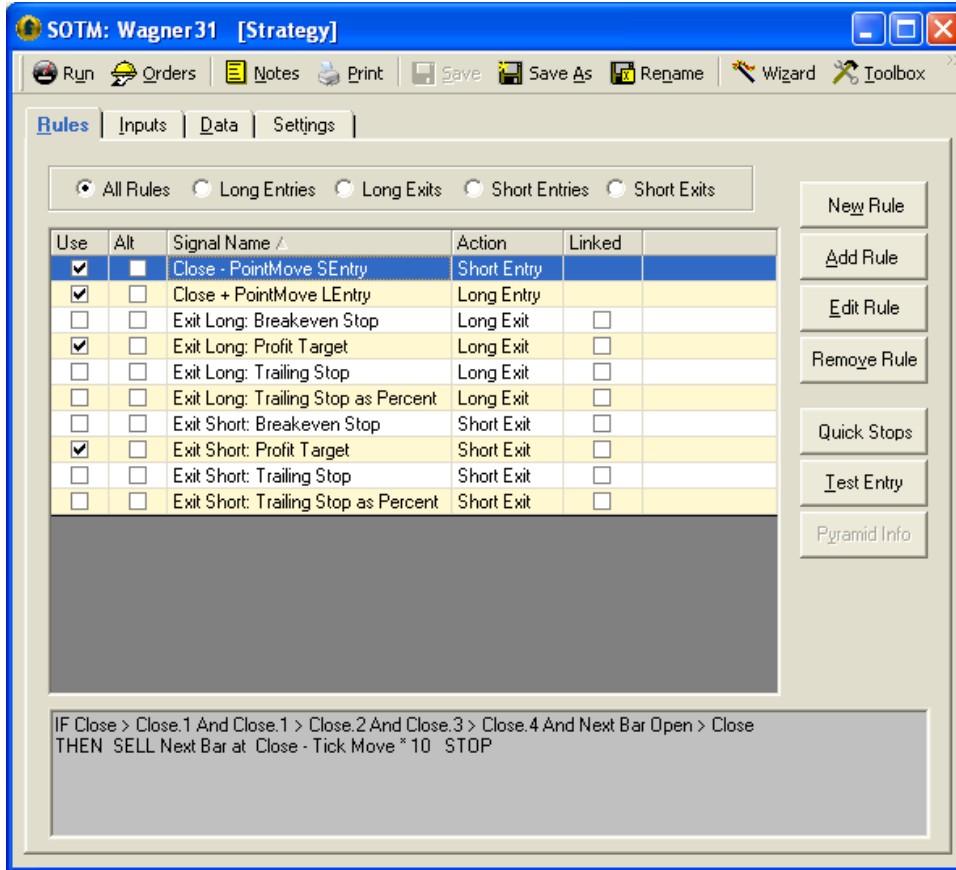 SOTM: Wagner31 [Strategy]
Run Orders Notes Print Save Save As Rename Wizard Toolbox »
Rules Inputs Data Settings
All Rules Long Entries Long Exits Short Entries Short Exits
New Rule
Add Rule
Edit Rule
Remove Rule
Quick Stops
Test Entry
Pyramid Info
Use Alt Signal Name Action Linked
Close - PointMove SEntry Short Entry
Close + PointMove LEntry Long Entry
Exit Long: Breakeven Stop Long Exit
Exit Long: Profit Target Long Exit
Exit Long: Trailing Stop Long Exit
Exit Long: Trailing Stop as Percent Long Exit
Exit Short: Breakeven Stop Short Exit
Exit Short: Profit Target Short Exit
Exit Short: Trailing Stop Short Exit
Exit Short: Trailing Stop as Percent Short Exit
IF Close > Close.1 And Close.1 > Close.2 And Close.3 > Close.4 And Next Bar Open > Close
THEN SELL Next Bar at Close - Tick Move * 10 STOP